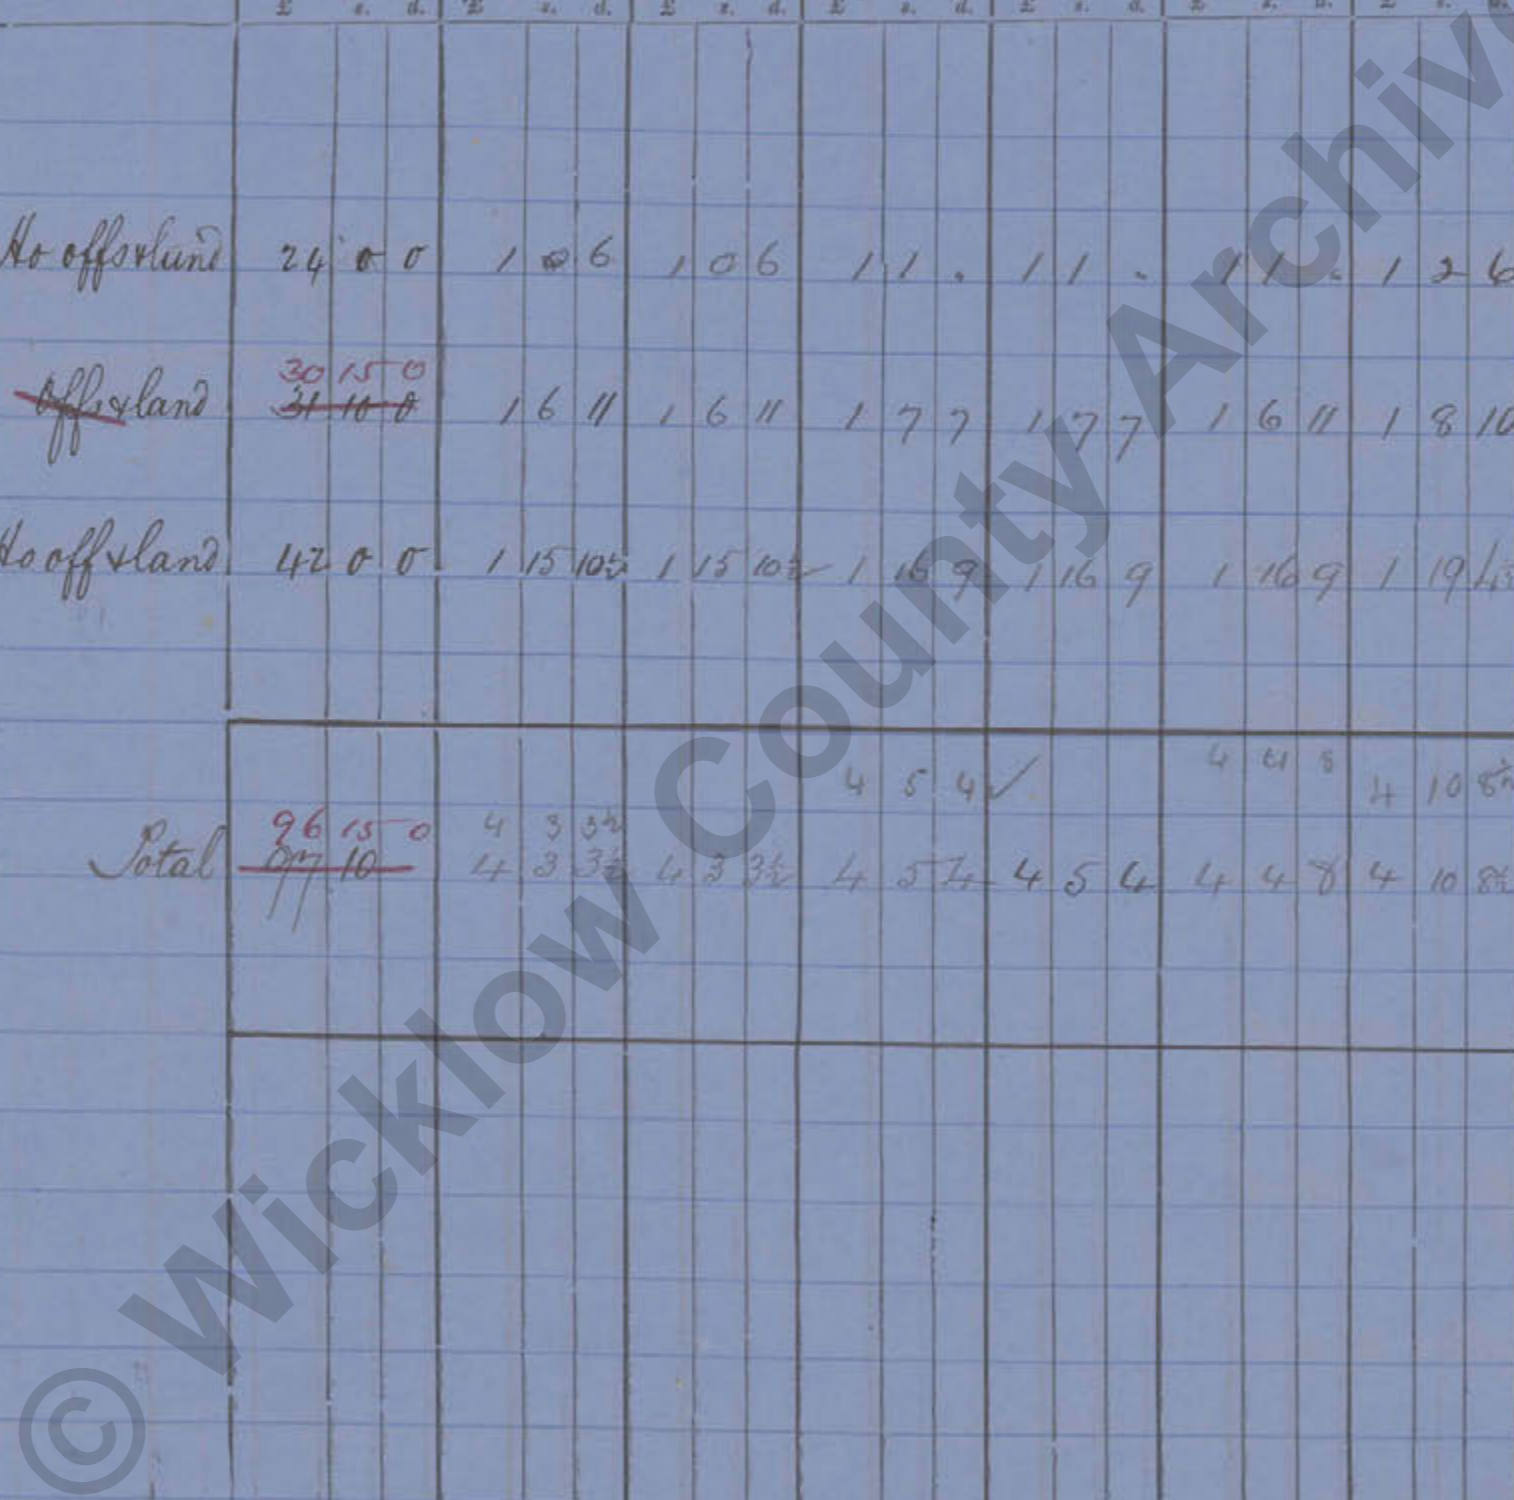 £ s. d. £ s. d. £ s. d. £ s. d. £ s. d. £ s. d. £ s. d.
Ho offs & land 24 0 0 1 0 6 1 0 6 1 1 . 1 1 . 1 1 . 1 2 6
30 15 0
Offs & land 31 10 0 1 6 11 1 6 11 1 7 7 1 7 7 1 6 11 1 8 10
Ho off & land 42 0 0 1 15 10½ 1 15 10½ 1 16 9 1 16 9 1 16 9 1 19 4½
4 5 4 ✓ 4 4 8 4 10 8½
96 15 0 4 3 3½
Total 97 10 4 3 3½ 4 3 3½ 4 5 4 4 5 4 4 4 8 4 10 8½
© Wicklow County Archive